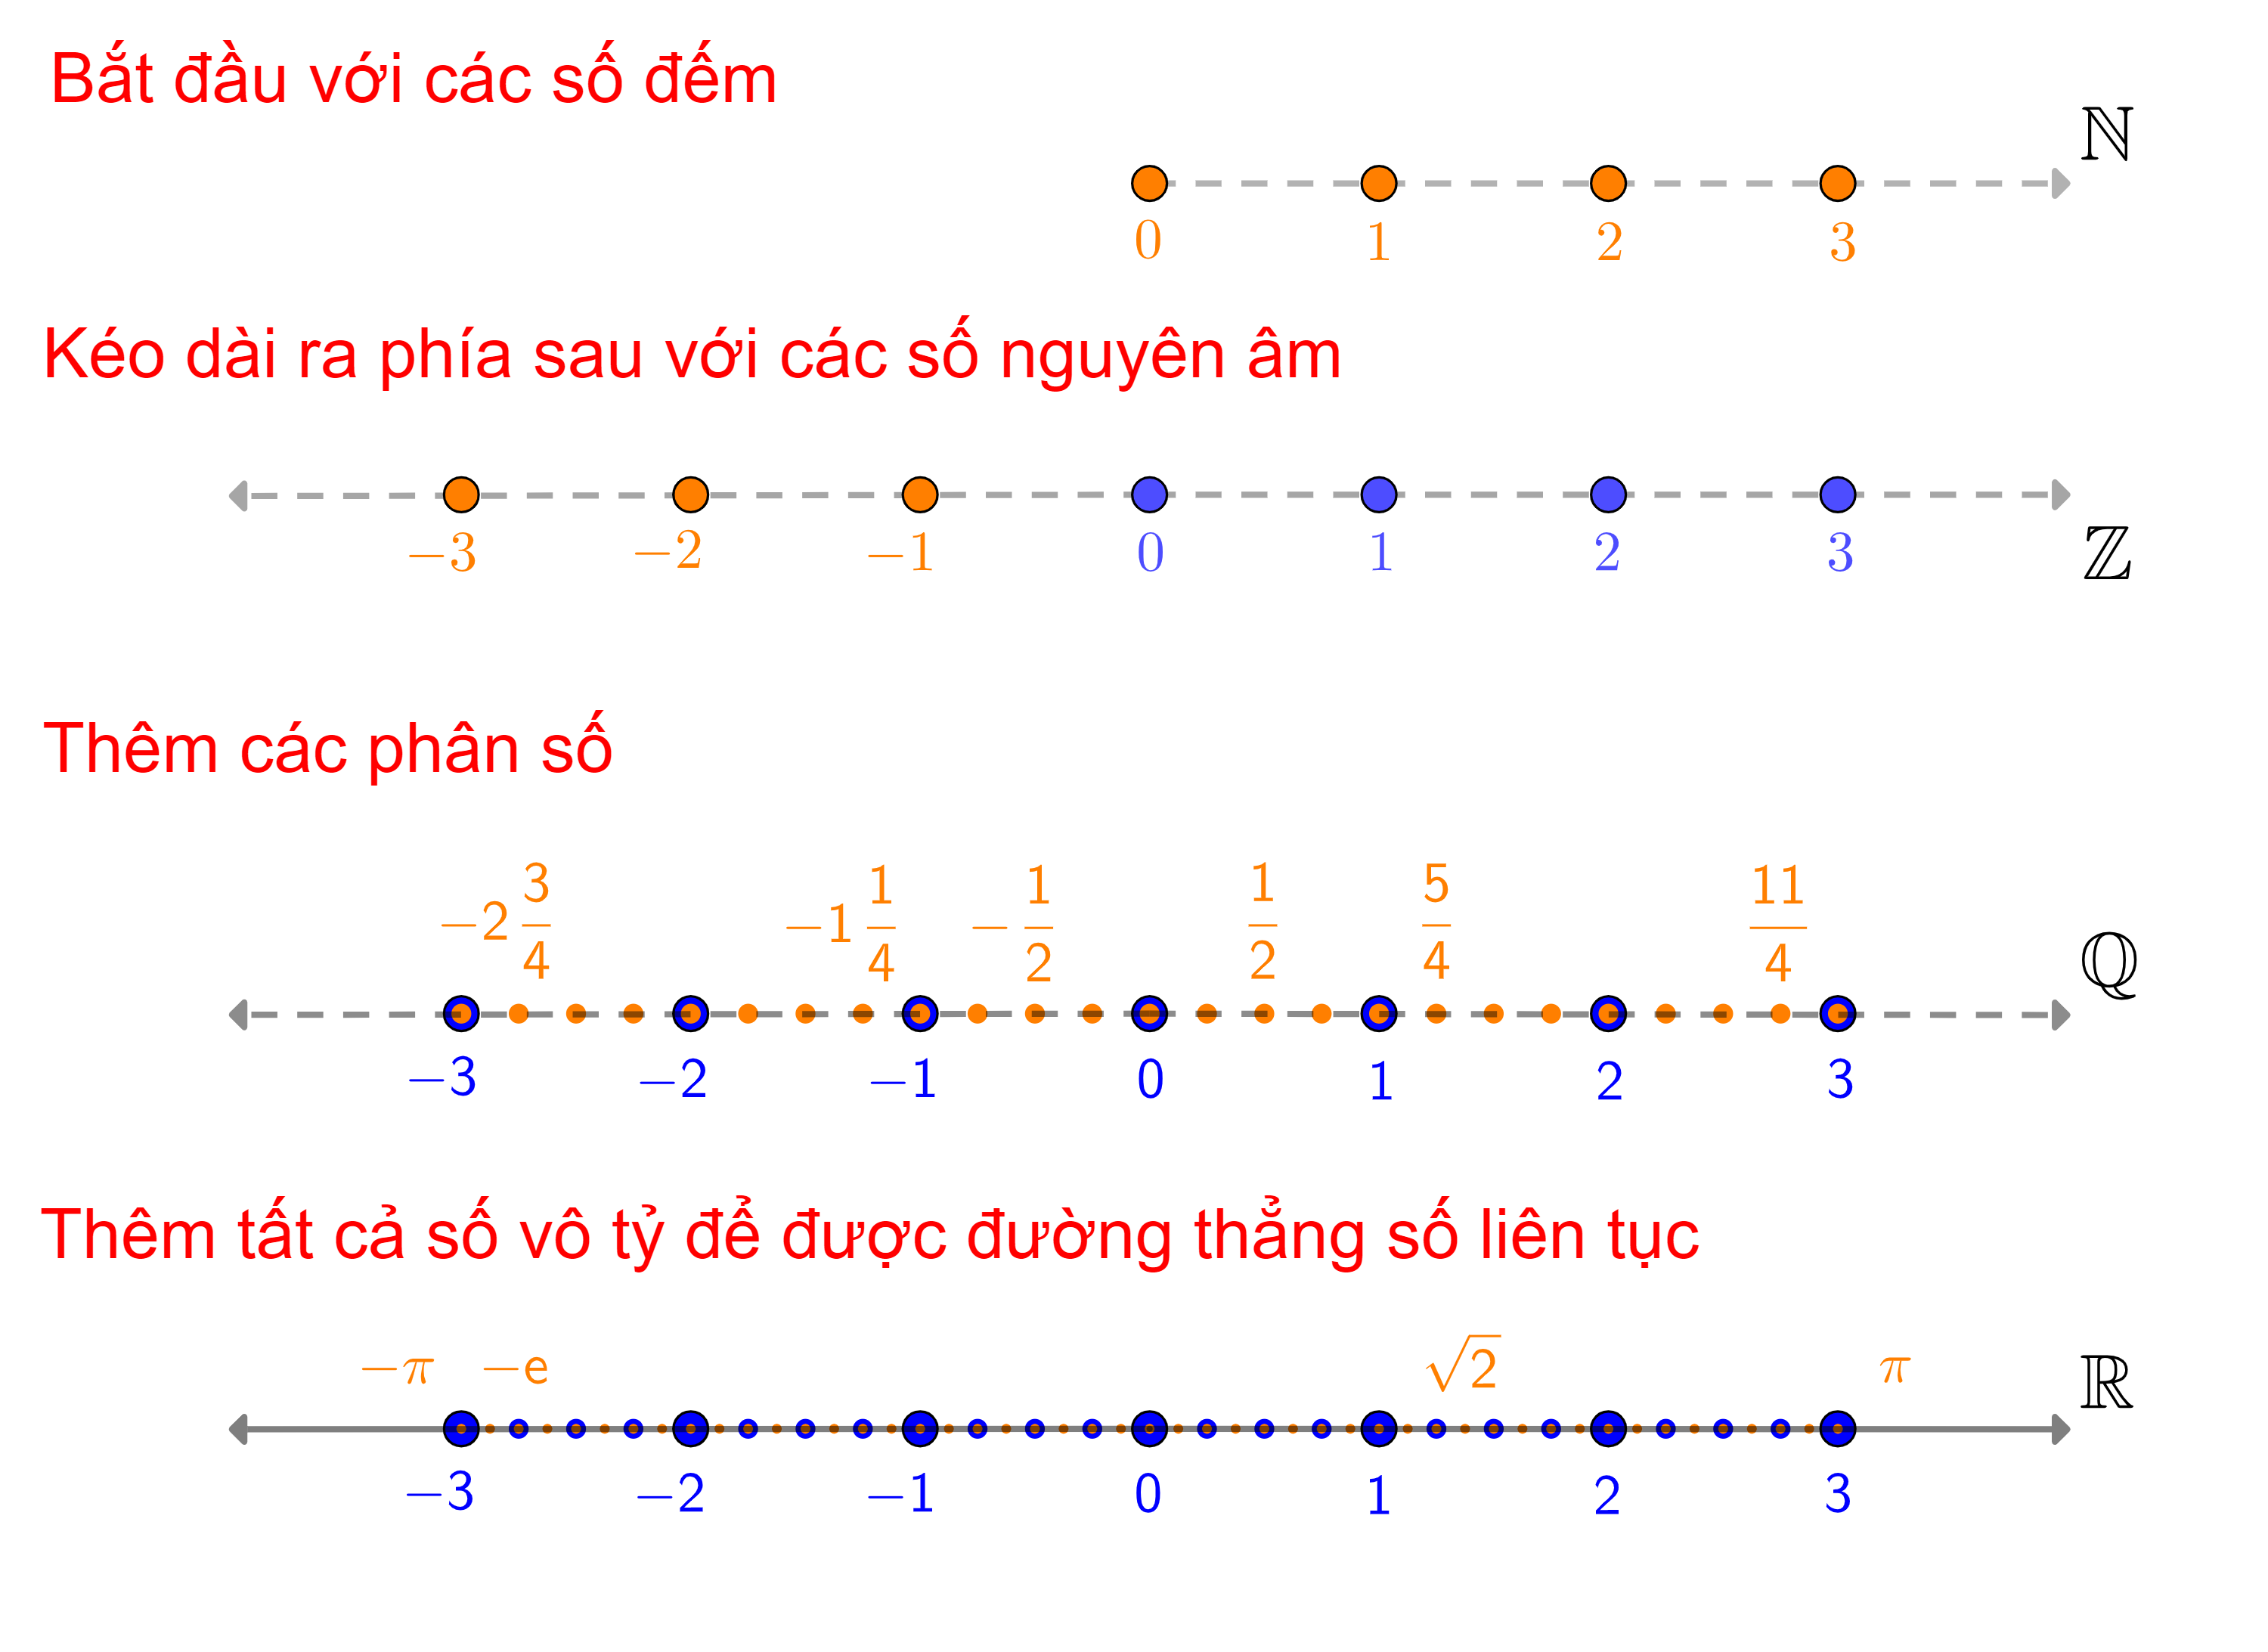 Bắt đầu với các số đếm
ℕ
0 1 2 3
Kéo dài ra phía sau với các số nguyên âm
−3 −2 −1 0 1 2 3
ℤ
Thêm các phân số
−2 3/4 −1 1/4 − 1/2 1/2 5/4 11/4
ℚ
−3 −2 −1 0 1 2 3
Thêm tất cả số vô tỷ để được đường thẳng số liên tục
−π −e √2 π
ℝ
−3 −2 −1 0 1 2 3